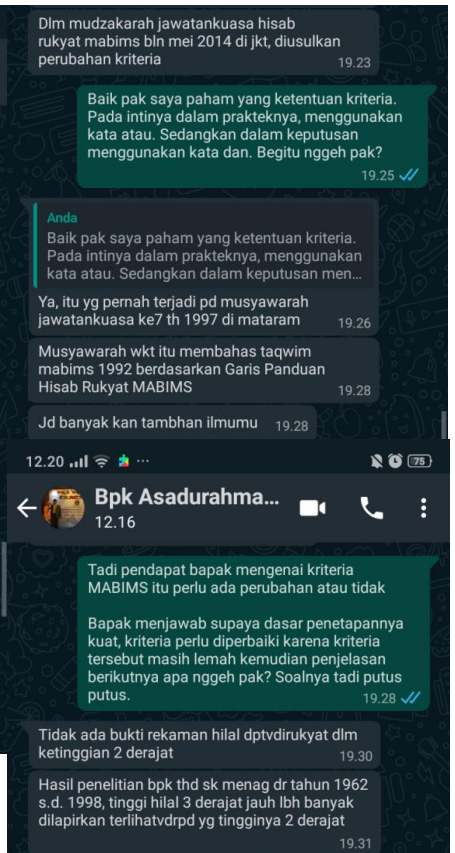 Dlm mudzakarah jawatankuasa hisab
rukyat mabims bln mei 2014 di jkt, diusulkan
perubahan kriteria
19.23
Baik pak saya paham yang ketentuan kriteria.
Pada intinya dalam prakteknya, menggunakan
kata atau. Sedangkan dalam keputusan
menggunakan kata dan. Begitu nggeh pak?
19.25
Anda
Baik pak saya paham yang ketentuan kriteria.
Pada intinya dalam prakteknya, menggunakan
kata atau. Sedangkan dalam keputusan men...
Ya, itu yg pernah terjadi pd musyawarah
jawatankuasa ke7 th 1997 di mataram
19.26
Musyawarah wkt itu membahas taqwim
mabims 1992 berdasarkan Garis Panduan
Hisab Rukyat MABIMS
19.28
Jd banyak kan tambhan ilmumu
19.28
12.20
75
Bpk Asadurahma...
12.16
Tadi pendapat bapak mengenai kriteria
MABIMS itu perlu ada perubahan atau tidak
Bapak menjawab supaya dasar penetapannya
kuat, kriteria perlu diperbaiki karena kriteria
tersebut masih lemah kemudian penjelasan
berikutnya apa nggeh pak? Soalnya tadi putus
putus.
19.28
Tidak ada bukti rekaman hilal dptvdirukyat dlm
ketinggian 2 derajat
19.30
Hasil penelitian bpk thd sk menag dr tahun 1962
s.d. 1998, tinggi hilal 3 derajat jauh lbh banyak
dilapirkan terlihatvdrpd yg tingginya 2 derajat
19.31